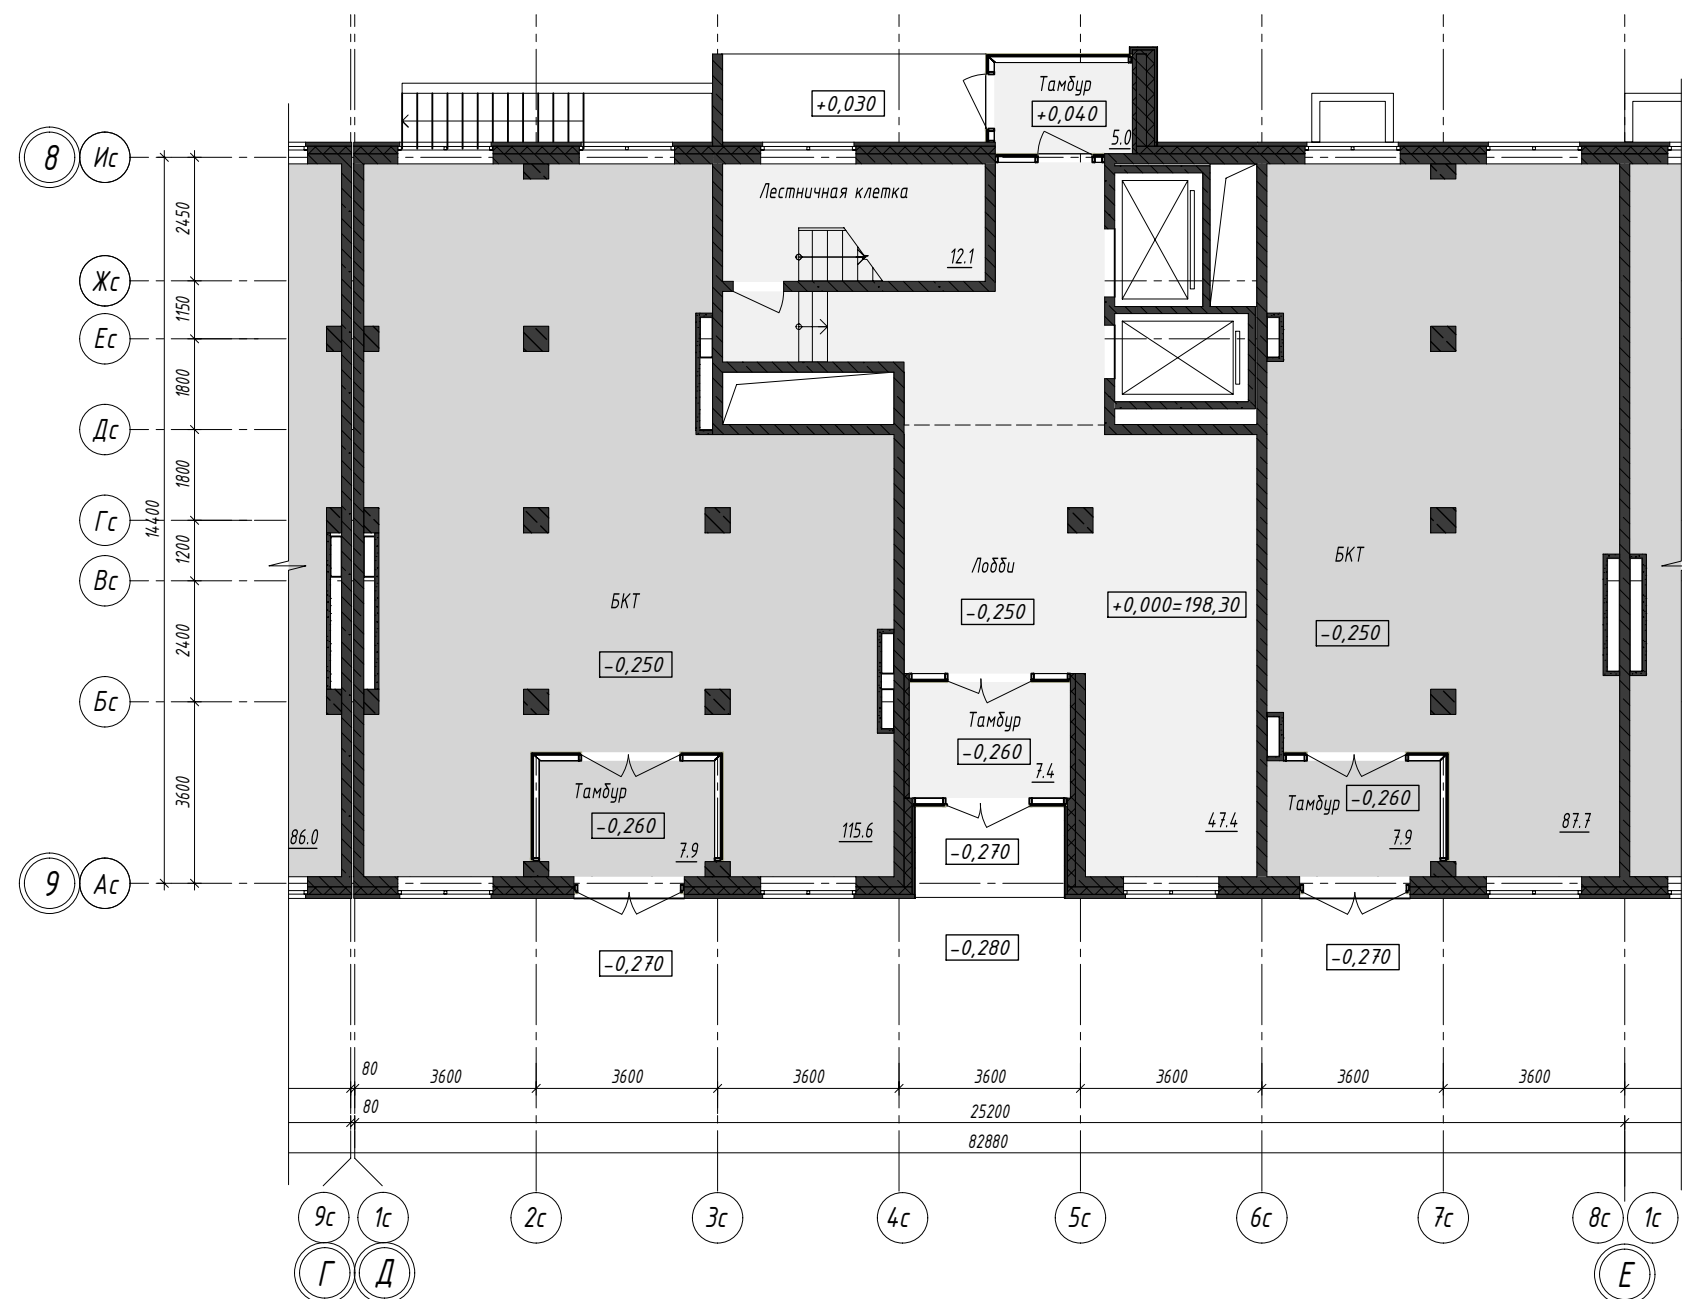 Тамбур
+0,030
+0,040
5.0
8 Ис
Лестничная клетка
2450
12.1
Жс
1150
Ес
1800
Дс
1800
14400
Гс
1200
Вс
Лобби
БКТ
БКТ
-0,250
+0,000=198,30
-0,250
2400
-0,250
Бс
Тамбур
-0,260
7.4
3600
Тамбур
-0,260
Тамбур
-0,260
86.0
7.9
115.6
47.4
7.9
87.7
-0,270
9 Ас
-0,280
-0,270
-0,270
80
3600
3600
3600
3600
3600
3600
3600
80
25200
82880
9с 1с 2с 3с 4с 5с 6с 7с 8с 1с
Г Д Е